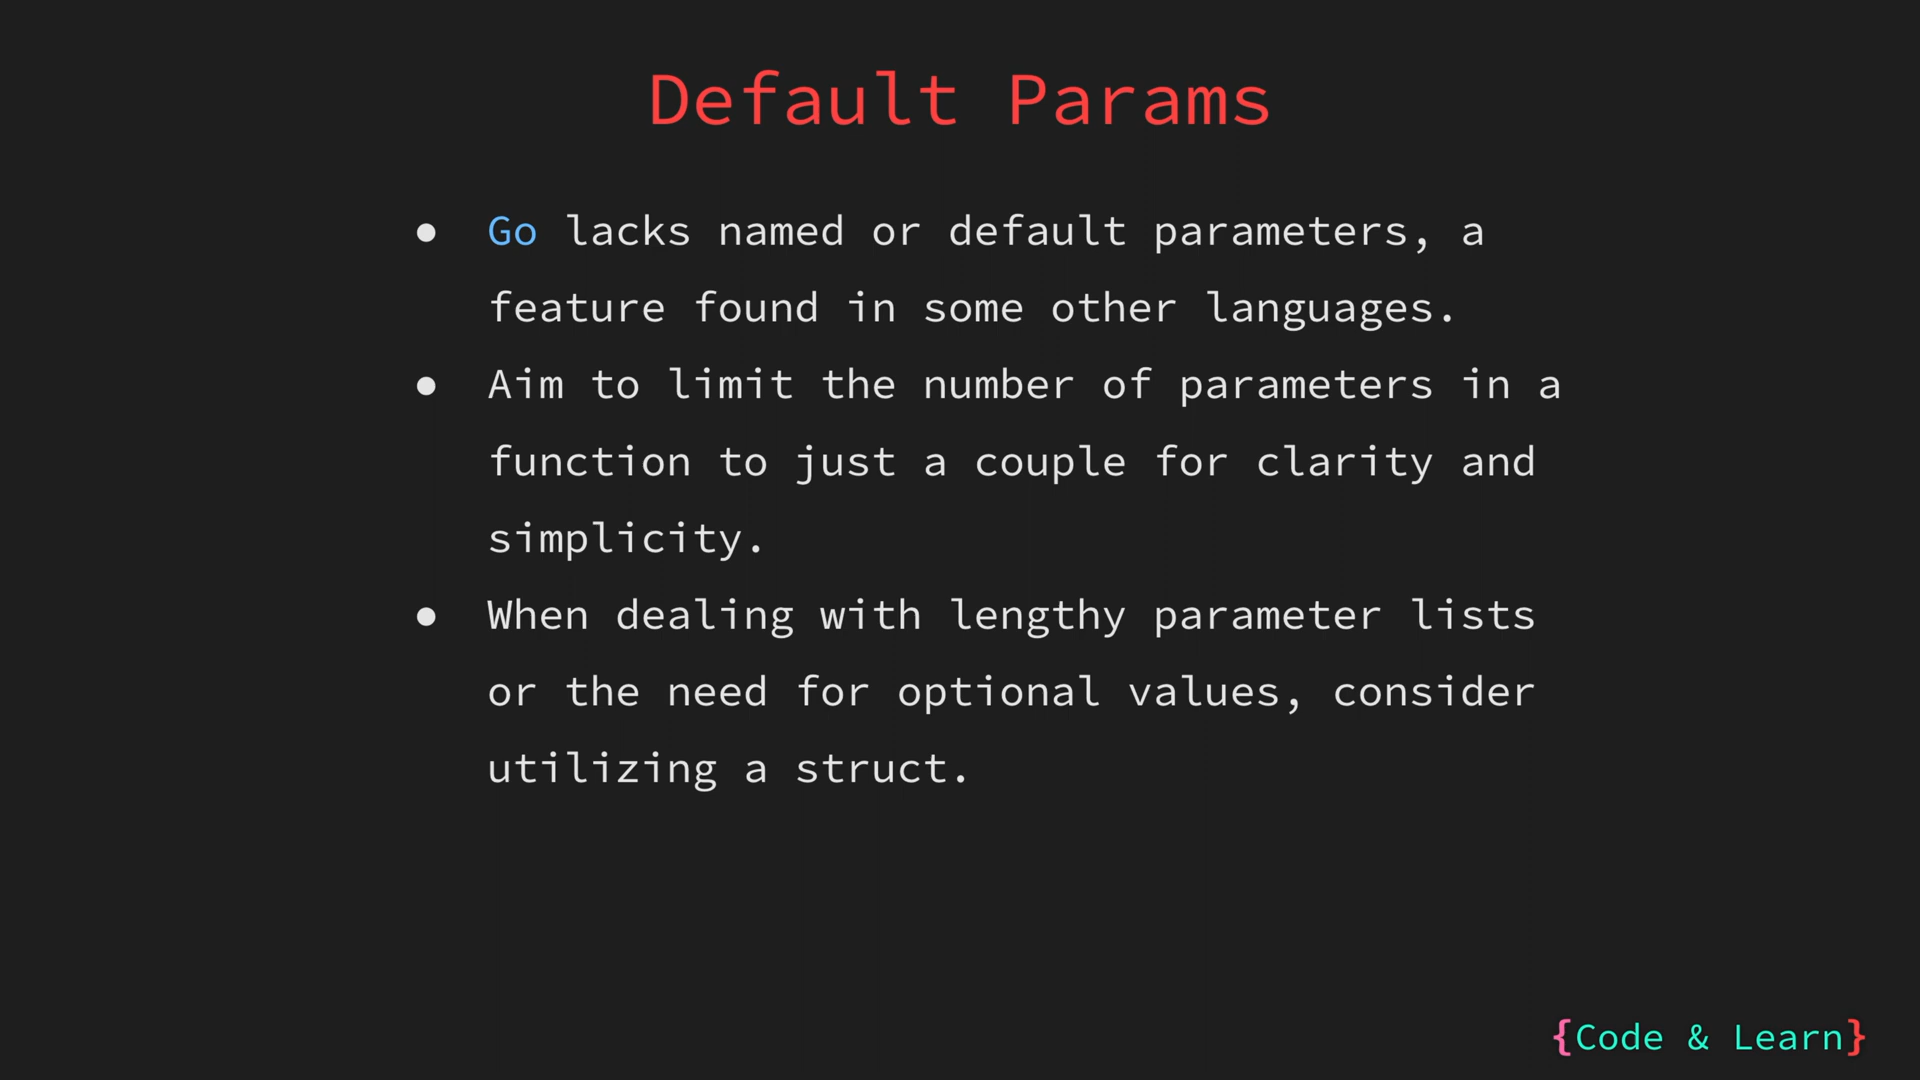 Default Params
● Go lacks named or default parameters, a
feature found in some other languages.
● Aim to limit the number of parameters in a
function to just a couple for clarity and
simplicity.
● When dealing with lengthy parameter lists
or the need for optional values, consider
utilizing a struct.
{Code & Learn}